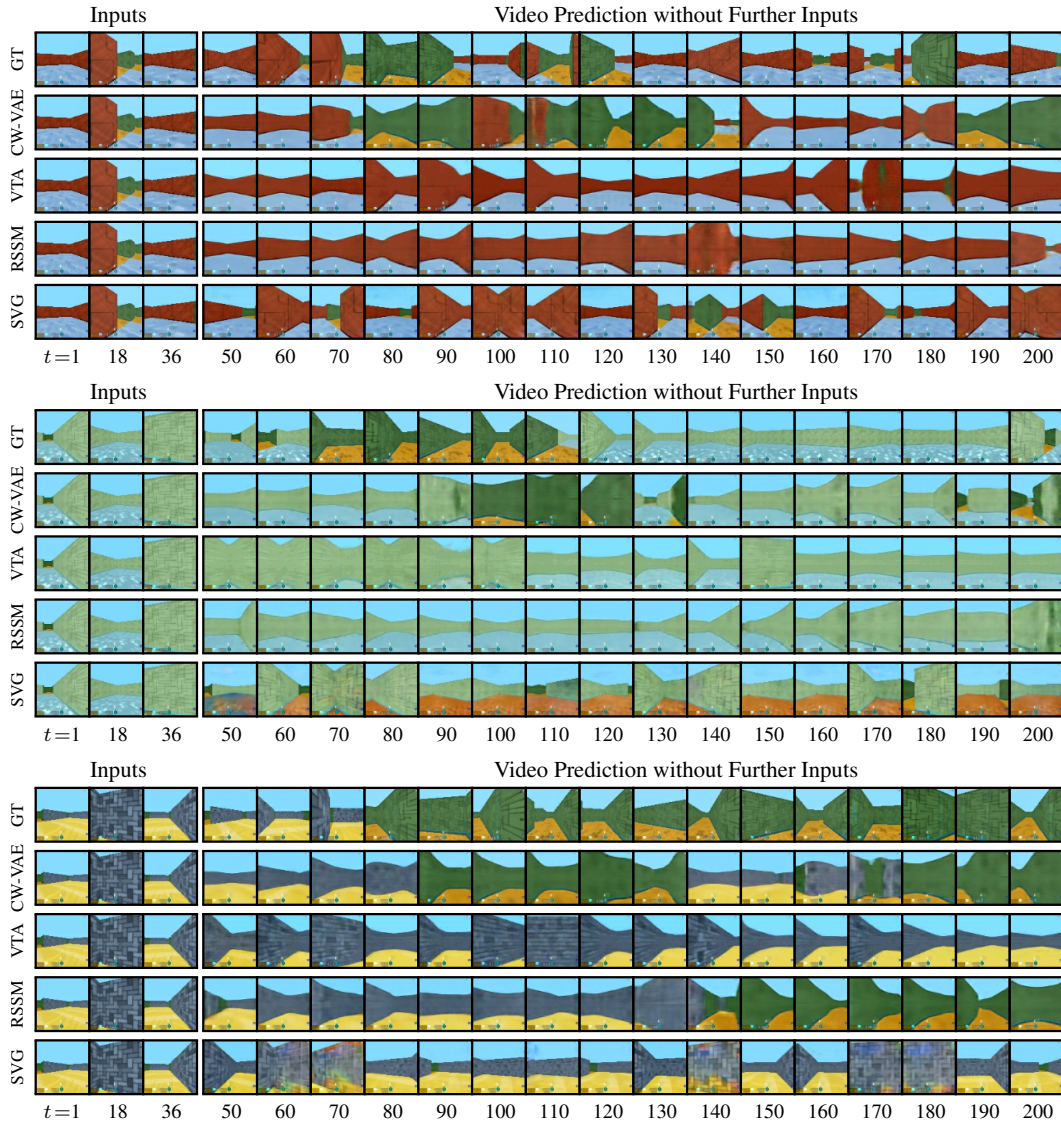 Inputs Video Prediction without Further Inputs
GT
CW-VAE
VTA
RSSM
SVG
t=1 18 36 50 60 70 80 90 100 110 120 130 140 150 160 170 180 190 200
Inputs Video Prediction without Further Inputs
GT
CW-VAE
VTA
RSSM
SVG
t=1 18 36 50 60 70 80 90 100 110 120 130 140 150 160 170 180 190 200
Inputs Video Prediction without Further Inputs
GT
CW-VAE
VTA
RSSM
SVG
t=1 18 36 50 60 70 80 90 100 110 120 130 140 150 160 170 180 190 200